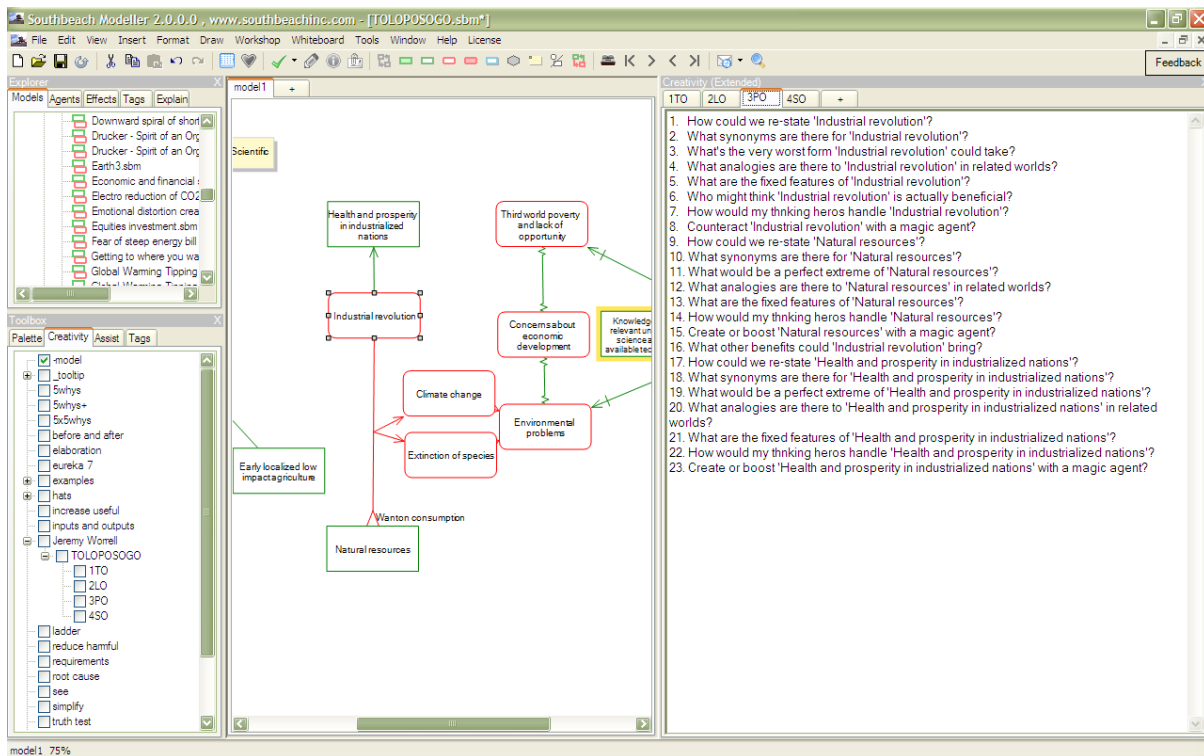 Southbeach Modeller 2.0.0.0 , www.southbeachinc.com - [TOLOPOSOGO.sbm*]
File Edit View Insert Format Draw Workshop Whiteboard Tools Window Help License
Feedback
Explorer
Models Agents Effects Tags Explain
Downward spiral of short
Drucker - Spirit of an Org
Drucker - Spirit of an Org
Earth3.sbm
Economic and financial
Electro reduction of CO2
Emotional distortion crea
Equities investment.sbm
Fear of steep energy bill
Getting to where you wa
Global Warming Tipping
Global Warming Tipping
Toolbox
Palette Creativity Assist Tags
-model
_tooltip
5whys
5whys+
5x5whys
before and after
elaboration
eureka 7
examples
hats
increase useful
inputs and outputs
Jeremy Worrell
TOLOPOSOGO
1TO
2LO
3PO
4SO
ladder
reduce harmful
requirements
root cause
see
simplify
truth test
model1 +
Scientific
Health and prosperity
in industrialized
nations
Third world poverty
and lack of
opportunity
Industrial revolution
Concerns about
economic
development
Knowledge
relevant un
science a
available tec
Climate change
Environmental
problems
Extinction of species
Early localized low
impact agriculture
Wanton consumption
Natural resources
Creativity (Extended)
1TO 2LO 3PO 4SO +
1. How could we re-state 'Industrial revolution'?
2. What synonyms are there for 'Industrial revolution'?
3. What's the very worst form 'Industrial revolution' could take?
4. What analogies are there to 'Industrial revolution' in related worlds?
5. What are the fixed features of 'Industrial revolution'?
6. Who might think 'Industrial revolution' is actually beneficial?
7. How would my thnking heros handle 'Industrial revolution'?
8. Counteract 'Industrial revolution' with a magic agent?
9. How could we re-state 'Natural resources'?
10. What synonyms are there for 'Natural resources'?
11. What would be a perfect extreme of 'Natural resources'?
12. What analogies are there to 'Natural resources' in related worlds?
13. What are the fixed features of 'Natural resources'?
14. How would my thnking heros handle 'Natural resources'?
15. Create or boost 'Natural resources' with a magic agent?
16. What other benefits could 'Industrial revolution' bring?
17. How could we re-state 'Health and prosperity in industrialized nations'?
18. What synonyms are there for 'Health and prosperity in industrialized nations'?
19. What would be a perfect extreme of 'Health and prosperity in industrialized nations'?
20. What analogies are there to 'Health and prosperity in industrialized nations' in related
worlds?
21. What are the fixed features of 'Health and prosperity in industrialized nations'?
22. How would my thnking heros handle 'Health and prosperity in industrialized nations'?
23. Create or boost 'Health and prosperity in industrialized nations' with a magic agent?
model1 75%